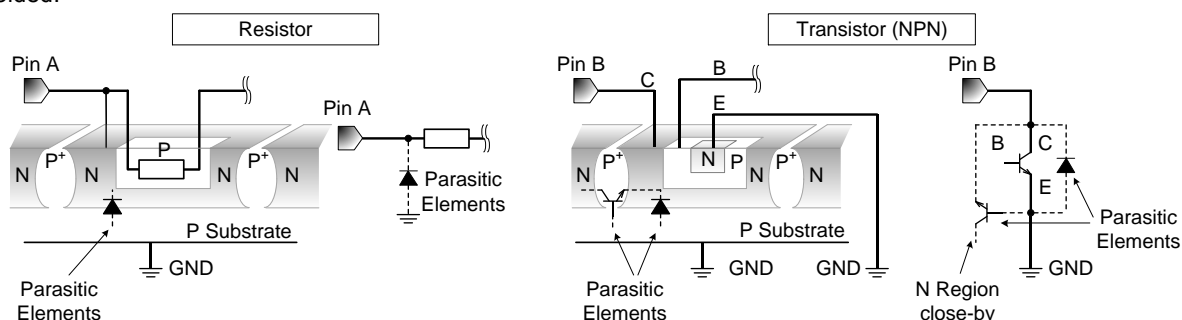 Resistor
Transistor (NPN)
Pin A
Pin A
P
N
P+
N
N
P+
N
Parasitic
Elements
P Substrate
GND
Parasitic
Elements
Pin B
C
B
E
N
P+
N
N
P
N
P+
N
P Substrate
GND
GND
Parasitic
Elements
Pin B
B
C
E
Parasitic
Elements
GND
N Region
close-by